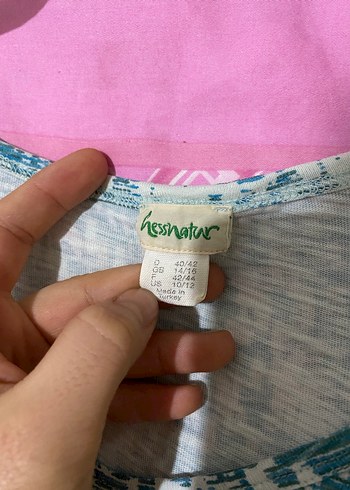 hessnatur
D 40/42
GB 14/16
F 42/44
US 10/12
Made in
Turkey